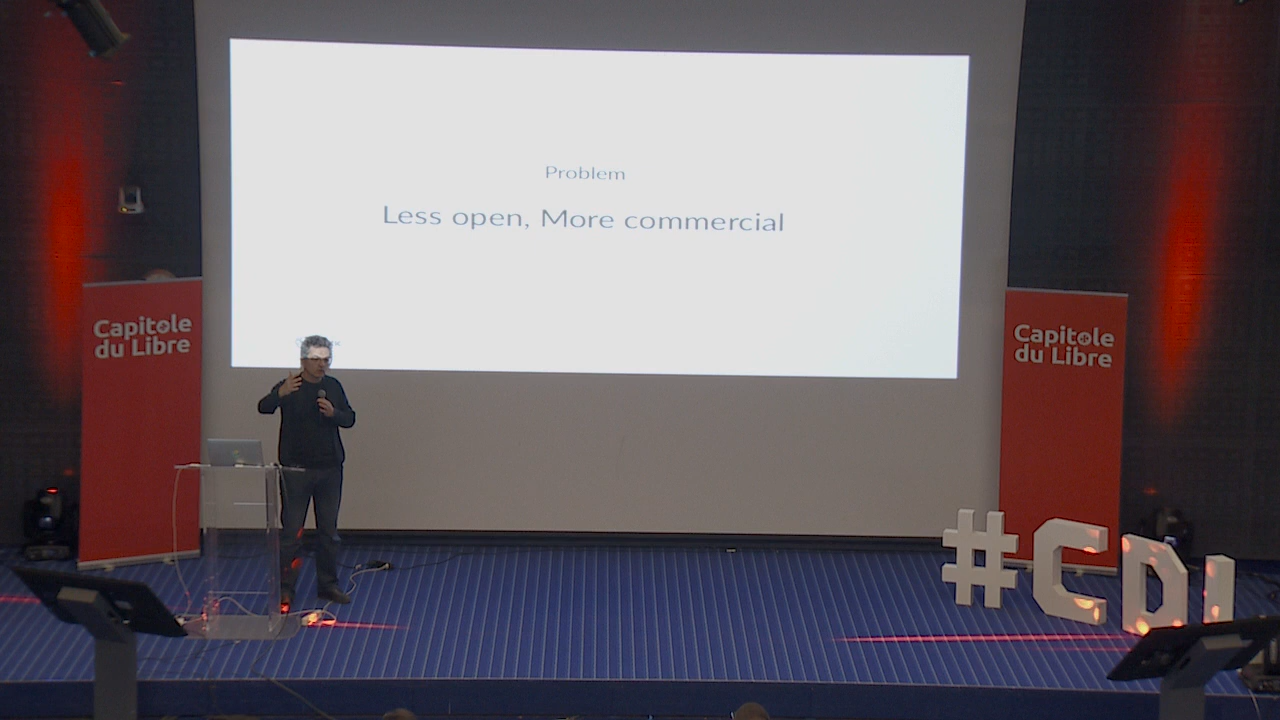 Problem
Less open, More commercial
Capitole
du Libre
Capitole
du Libre
#CDL